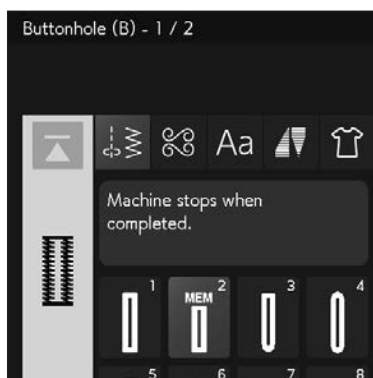 Buttonhole (B) - 1 / 2
Aa
Machine stops when
completed.
1 MEM 2 3 4
5 6 7 8